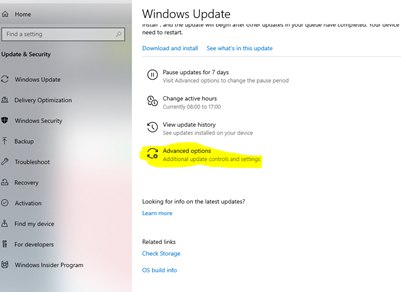 Home
Find a setting
Update & Security
Windows Update
Delivery Optimization
Windows Security
Backup
Troubleshoot
Recovery
Activation
Find my device
For developers
Windows Insider Program
Windows Update
install , and the update will begin after other updates in your queue have completed. Your device
need to restart.
Download and install See what's in this update
Pause updates for 7 days
Visit Advanced options to change the pause period
Change active hours
Currently 08:00 to 17:00
View update history
See updates installed on your device
Advanced options
Additional update controls and settings
Looking for info on the latest updates?
Learn more
Related links
Check Storage
OS build info